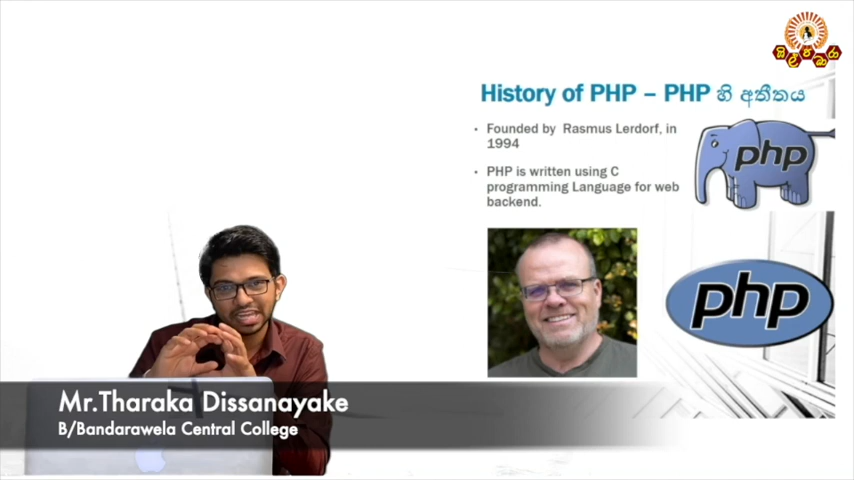 History of PHP – PHP හි අතීතය
• Founded by Rasmus Lerdorf, in
1994
• PHP is written using C
programming Language for web
backend.
php
php
Mr.Tharaka Dissanayake
B/Bandarawela Central College